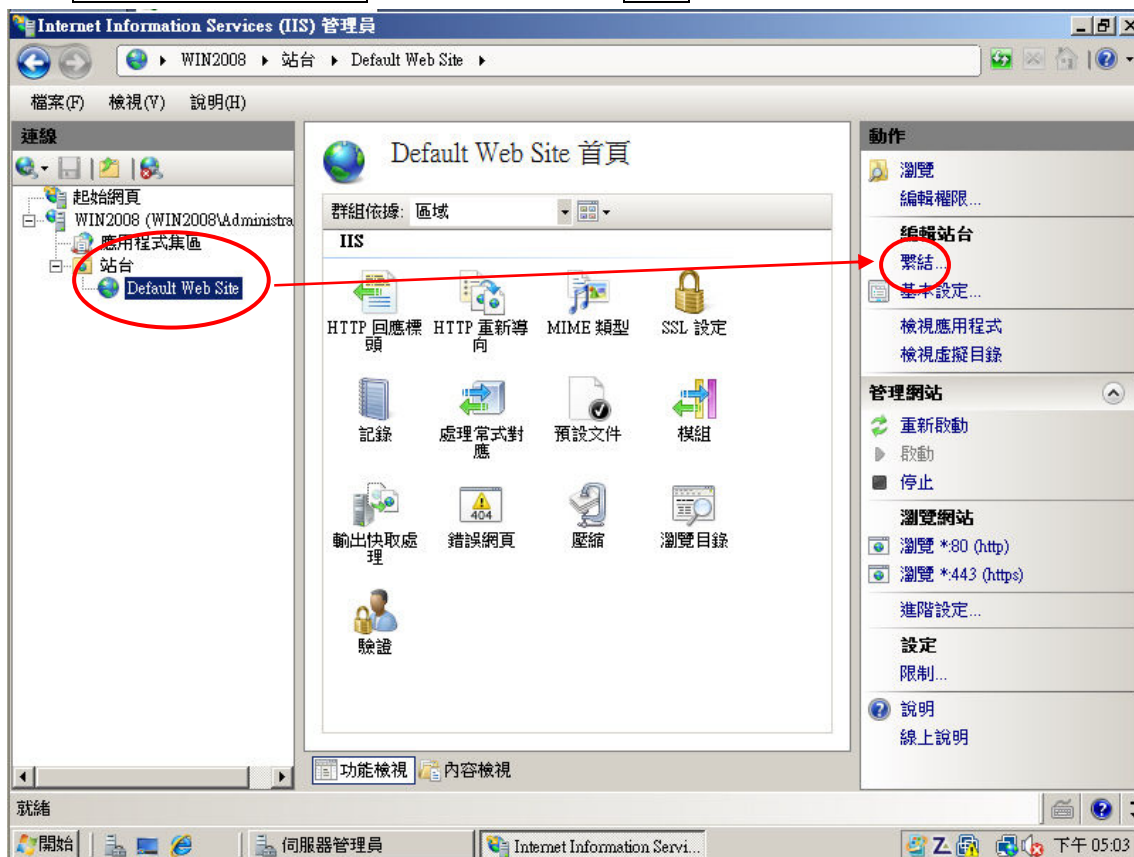 Internet Information Services (IIS) 管理員
WIN2008 站台 Default Web Site
檔案(F) 檢視(V) 說明(H)
連線
起始網頁
WIN2008 (WIN2008\Administra
應用程式集區
站台
Default Web Site
Default Web Site 首頁
群組依據: 區域
IIS
HTTP 回應標
頭
HTTP 重新導
向
MIME 類型
SSL 設定
記錄
處理常式對
應
預設文件
模組
輸出快取處
理
錯誤網頁
404
壓縮
瀏覽目錄
驗證
功能檢視
內容檢視
動作
瀏覽
編輯權限...
編輯站台
繫結...
基本設定...
檢視應用程式
檢視虛擬目錄
管理網站
重新啟動
啟動
停止
瀏覽網站
瀏覽 *:80 (http)
瀏覽 *:443 (https)
進階設定...
設定
限制...
說明
線上說明
就緒
開始
伺服器管理員
Internet Information Servi...
下午 05:03